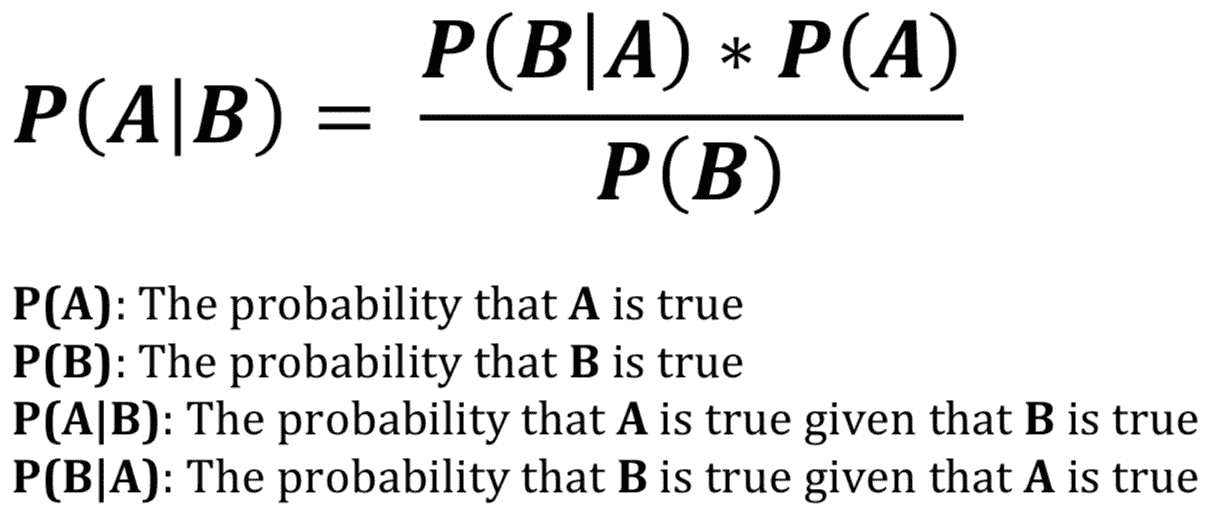 P(A|B) = P(B|A) * P(A) / P(B)
P(A): The probability that A is true
P(B): The probability that B is true
P(A|B): The probability that A is true given that B is true
P(B|A): The probability that B is true given that A is true